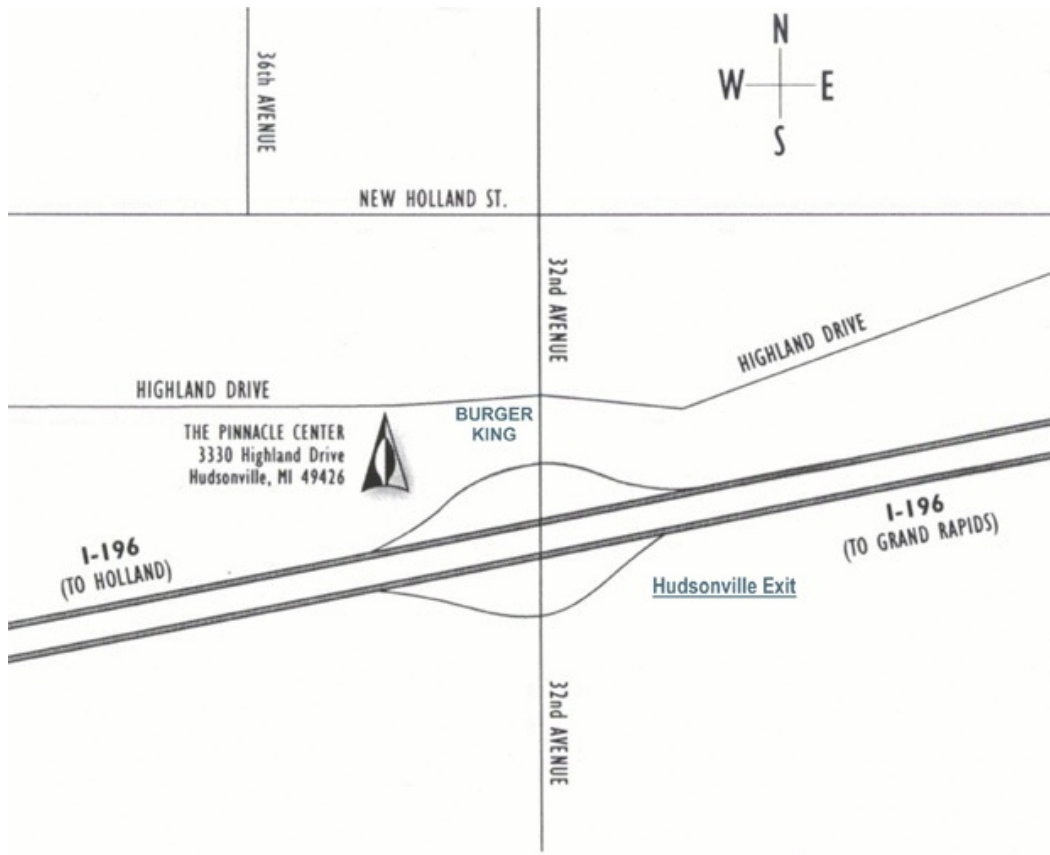 N
W E
S
36th AVENUE
NEW HOLLAND ST.
32nd AVENUE
HIGHLAND DRIVE
HIGHLAND DRIVE
BURGER
KING
THE PINNACLE CENTER
3330 Highland Drive
Hudsonville, MI 49426
I-196
(TO HOLLAND)
I-196
(TO GRAND RAPIDS)
Hudsonville Exit
32nd AVENUE